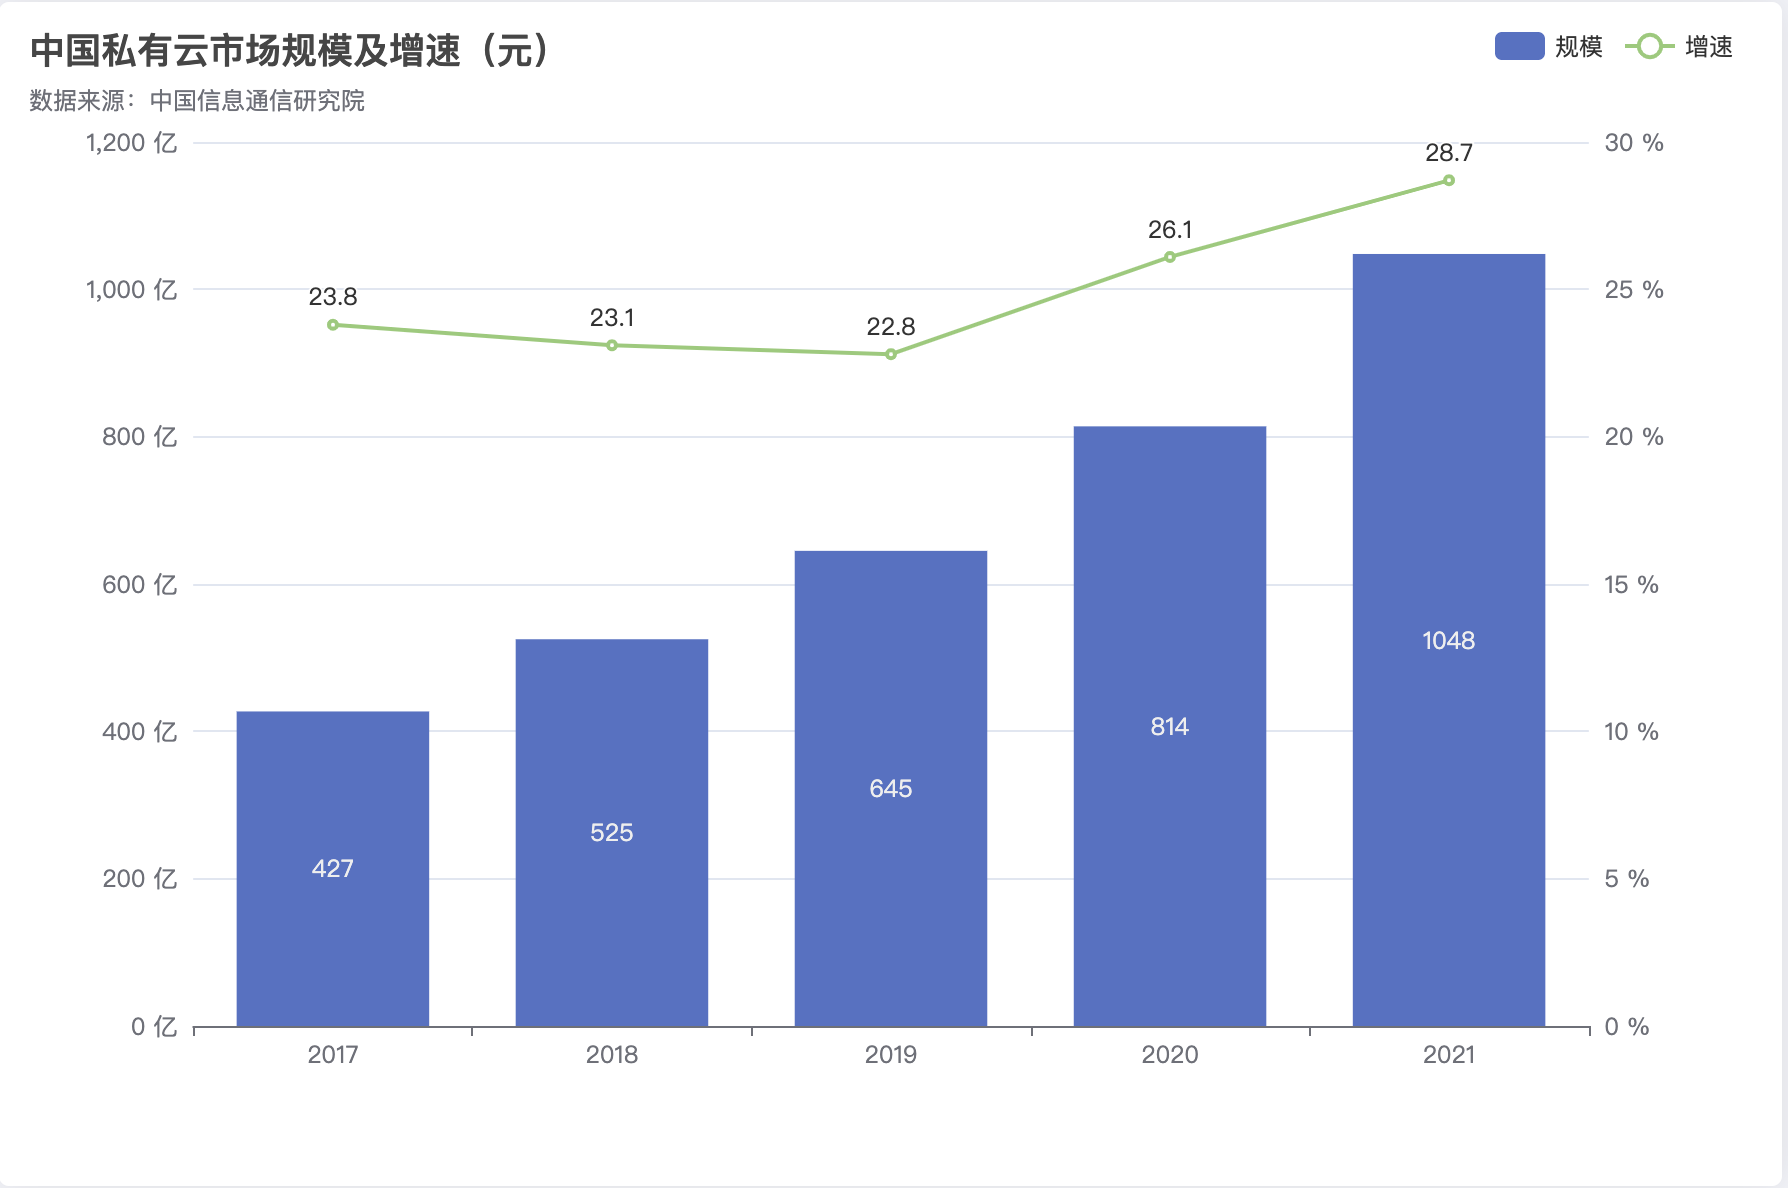 中国私有云市场规模及增速（元）
规模 增速
数据来源：中国信息通信研究院
1,200 亿
1,000 亿
800 亿
600 亿
400 亿
200 亿
0 亿
30 %
25 %
20 %
15 %
10 %
5 %
0 %
23.8
23.1
22.8
26.1
28.7
427
525
645
814
1048
2017 2018 2019 2020 2021